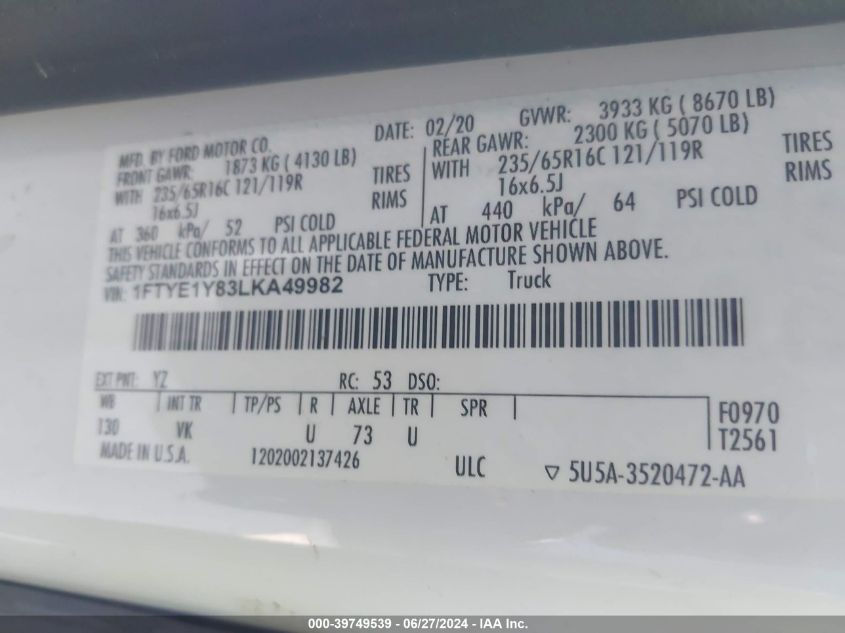 MFD. BY FORD MOTOR CO.
DATE: 02/20 GVWR: 3933 KG ( 8670 LB)
FRONT GAWR: 1873 KG ( 4130 LB)
WITH 235/65R16C 121/119R TIRES
16x6.5J RIMS
AT 360 kPa/ 52 PSI COLD
REAR GAWR: 2300 KG ( 5070 LB)
WITH 235/65R16C 121/119R TIRES
16x6.5J RIMS
AT 440 kPa/ 64 PSI COLD
THIS VEHICLE CONFORMS TO ALL APPLICABLE FEDERAL MOTOR VEHICLE
SAFETY STANDARDS IN EFFECT ON THE DATE OF MANUFACTURE SHOWN ABOVE.
VIN: 1FTYE1Y83LKA49982 TYPE: Truck
EXT PNT: YZ RC: 53 DSO:
WB INT TR TP/PS R AXLE TR SPR F0970
130 VK U 73 U T2561
MADE IN U.S.A. 1202002137426 ULC ▽ 5U5A-3520472-AA
000-39749539 - 06/27/2024 - IAA Inc.